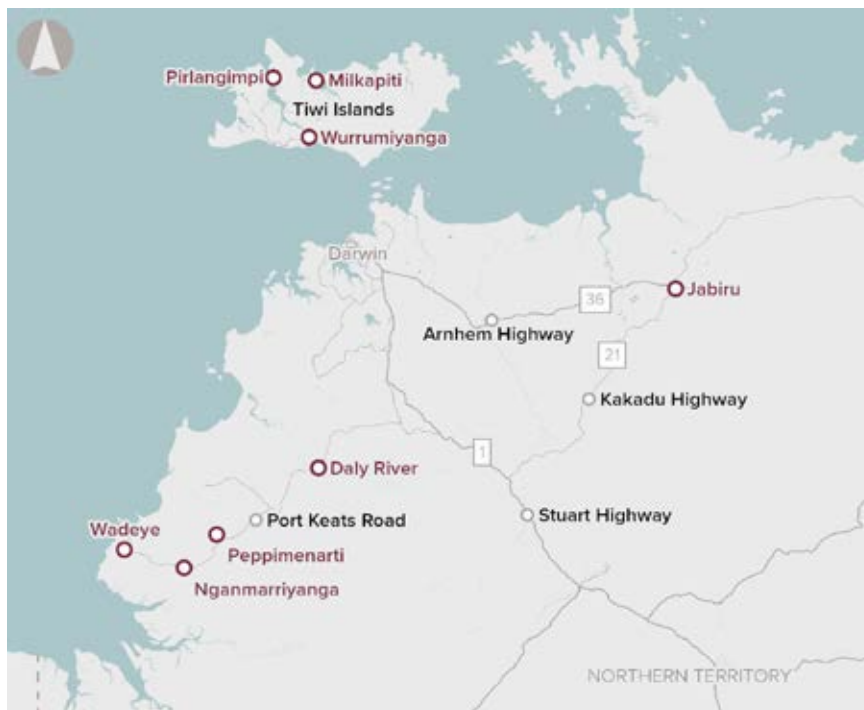 Pirlangimpi
Milkapiti
Tiwi Islands
Wurrumiyanga
Darwin
Jabiru
36
Arnhem Highway
21
Kakadu Highway
1
Daly River
Port Keats Road
Stuart Highway
Wadeye
Peppimenarti
Nganmarriyanga
NORTHERN TERRITORY